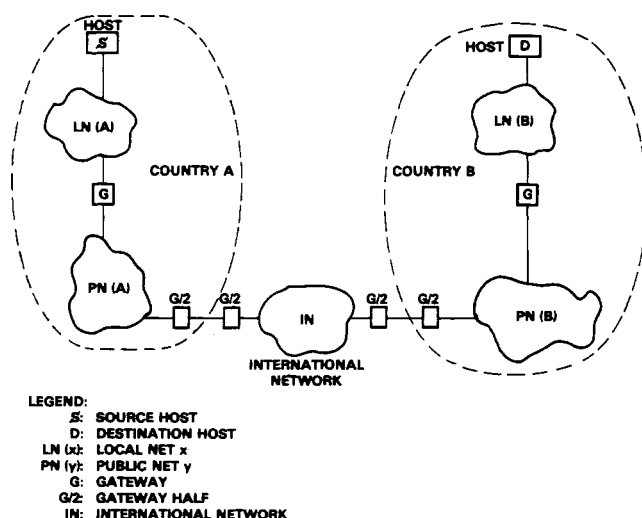 HOST
S
LN (A)
G
COUNTRY A
PN (A)
G/2
G/2
IN
INTERNATIONAL
NETWORK
HOST
D
LN (B)
COUNTRY B
G
G/2
G/2
PN (B)
LEGEND:
S: SOURCE HOST
D: DESTINATION HOST
LN (x): LOCAL NET x
PN (y): PUBLIC NET y
G: GATEWAY
G/2: GATEWAY HALF
IN: INTERNATIONAL NETWORK